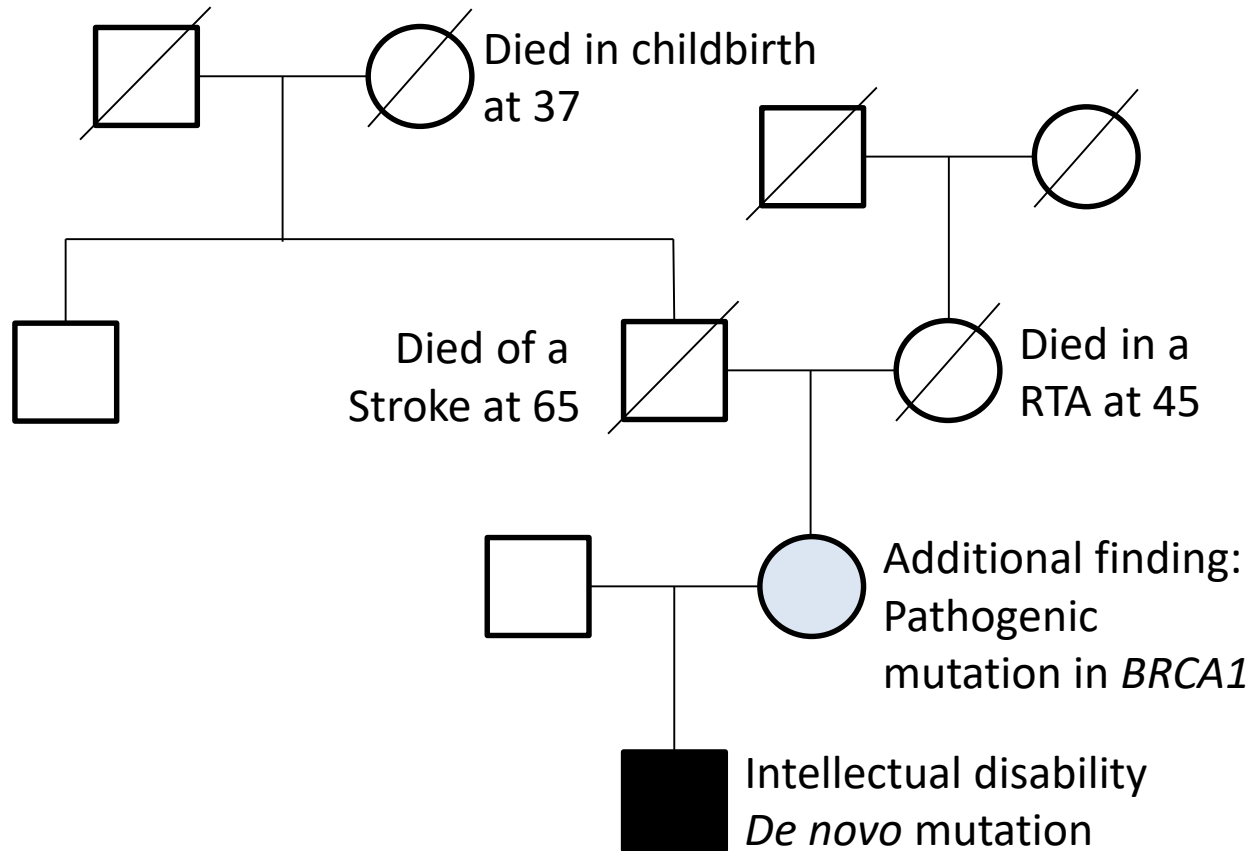 Died in childbirth
at 37
Died of a
Stroke at 65
Died in a
RTA at 45
Additional finding:
Pathogenic
mutation in BRCA1
Intellectual disability
De novo mutation